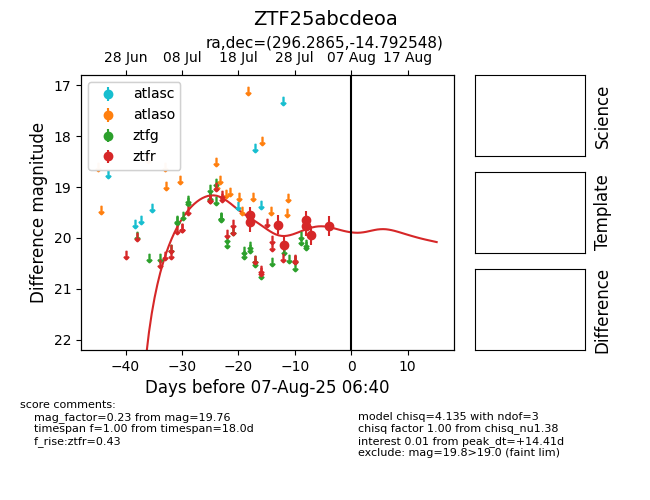 ZTF25abcdeoa
ra,dec=(296.2865,-14.792548)
28 Jun 08 Jul 18 Jul 28 Jul 07 Aug 17 Aug
atlasc
atlaso
ztfg
ztfr
17
18
19
20
21
22
Difference magnitude
−40 −30 −20 −10 0 10
Days before 07-Aug-25 06:40
Science
Template
Difference
score comments:
mag_factor=0.23 from mag=19.76
timespan f=1.00 from timespan=18.0d
f_rise:ztfr=0.43
model chisq=4.135 with ndof=3
chisq factor 1.00 from chisq_nu1.38
interest 0.01 from peak_dt=+14.41d
exclude: mag=19.8>19.0 (faint lim)